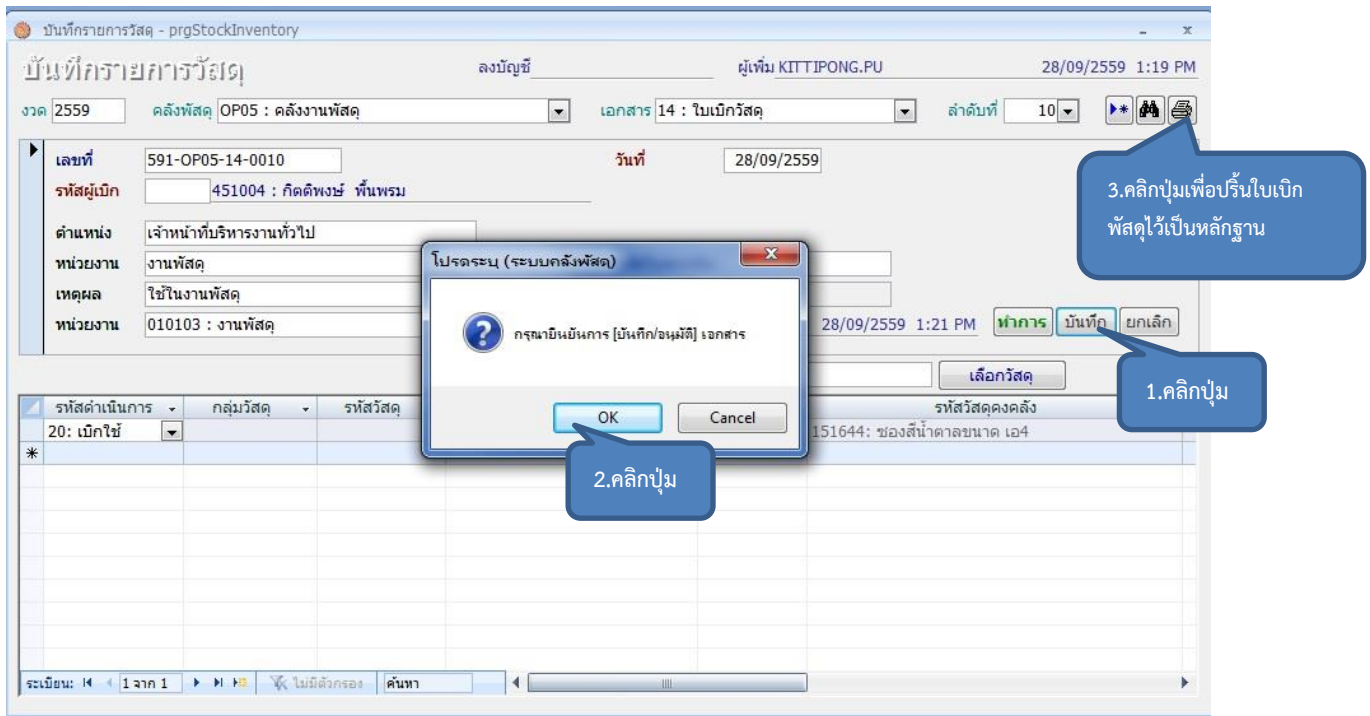 บันทึกรายการวัสดุ - prgStockInventory
บันทึกรายการวัสดุ ลงบัญชี ผู้เพิ่ม KITTIPONG.PU 28/09/2559 1:19 PM
งวด 2559 คลังพัสดุ OP05 : คลังงานพัสดุ เอกสาร 14 : ใบเบิกวัสดุ ลำดับที่ 10
เลขที่ 591-OP05-14-0010 วันที่ 28/09/2559
รหัสผู้เบิก 451004 : กิตติพงษ์ พื้นพรม
3.คลิกปุ่มเพื่อปริ้นใบเบิก
พัสดุไว้เป็นหลักฐาน
ตำแหน่ง เจ้าหน้าที่บริหารงานทั่วไป
หน่วยงาน งานพัสดุ
เหตุผล ใช้ในงานพัสดุ
หน่วยงาน 010103 : งานพัสดุ 28/09/2559 1:21 PM ทำการ บันทึก ยกเลิก
โปรดระบุ (ระบบคลังพัสดุ)
กรุณายืนยันการ [บันทึก/อนุมัติ] เอกสาร
OK Cancel
เลือกวัสดุ
1.คลิกปุ่ม
2.คลิกปุ่ม
รหัสดำเนินการ กลุ่มวัสดุ รหัสวัสดุ รหัสวัสดุคงคลัง
20: เบิกใช้ 151644: ซองสีน้ำตาลขนาด เอ4
ระเบียน: 1 จาก 1 ไม่มีตัวกรอง ค้นหา